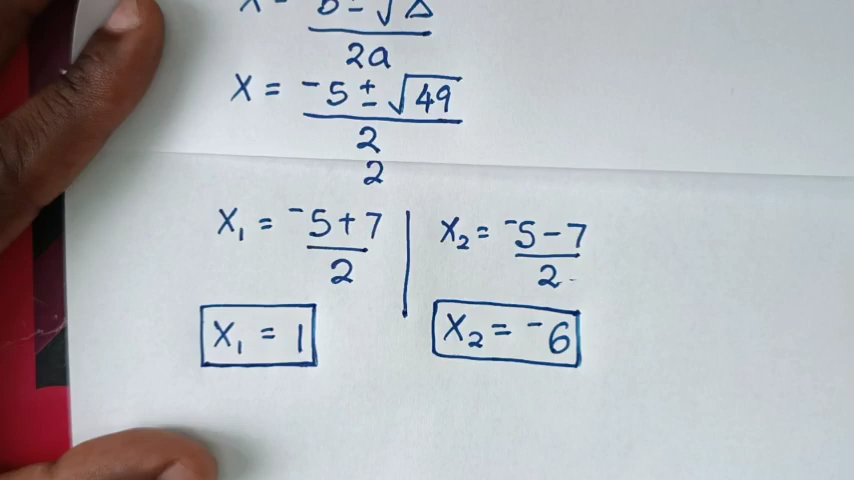 x = b ± √Δ
2a
x = -5 ± √49
2
2
x₁ = -5+7
2
x₂ = -5-7
2
x₁ = 1
x₂ = -6